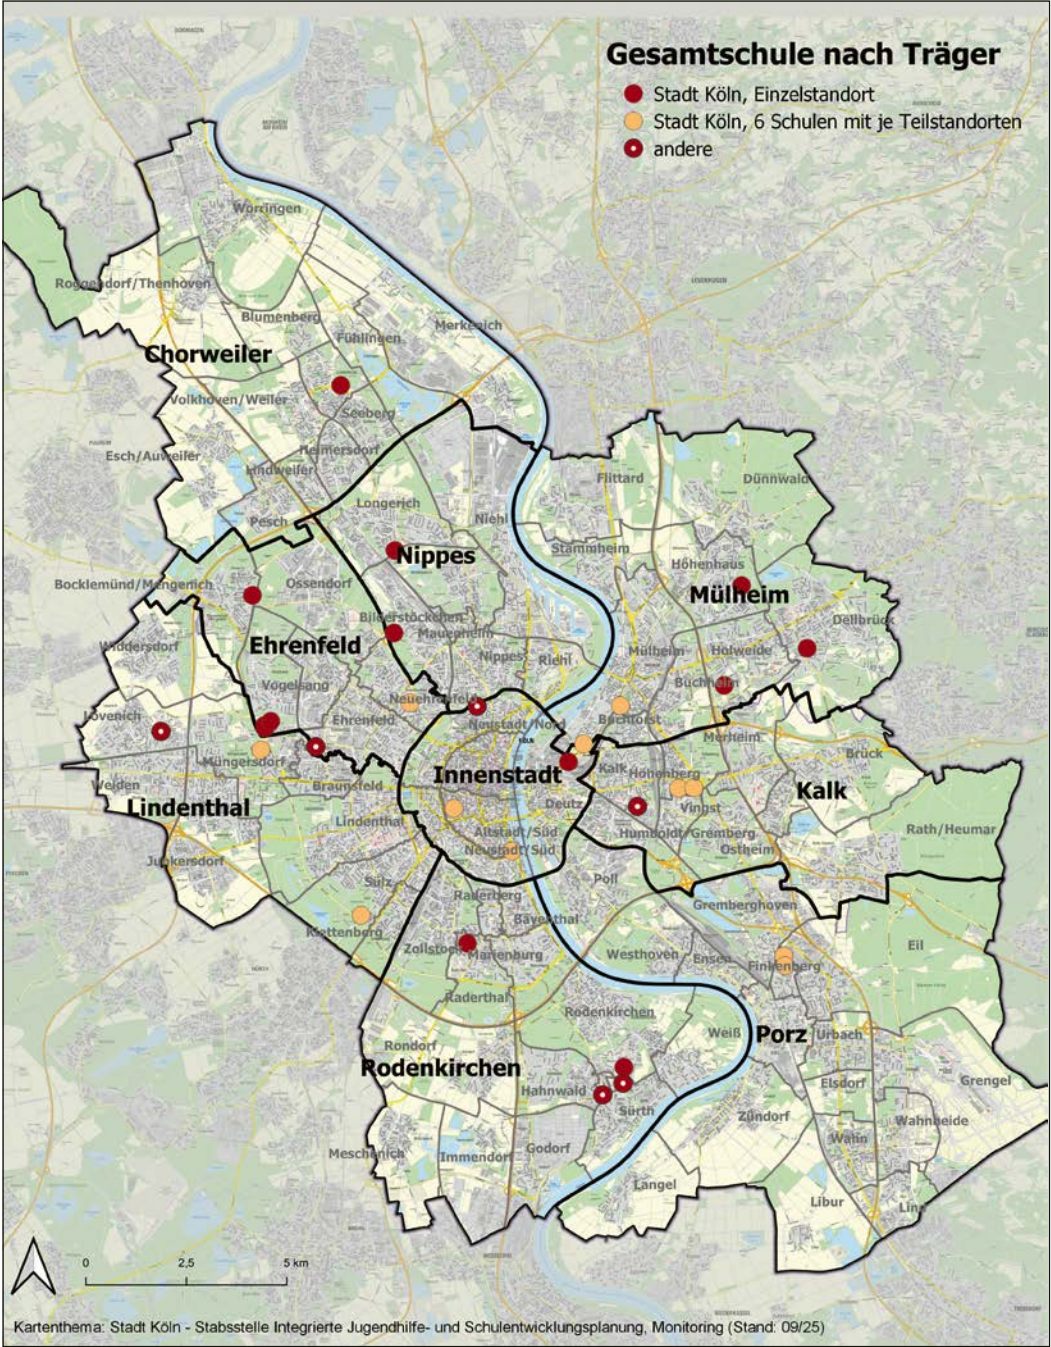 Gesamtschule nach Träger
Stadt Köln, Einzelstandort
Stadt Köln, 6 Schulen mit je Teilstandorten
andere
Worringen
Roggendorf/Thenhoven
Blumenberg
Merkenich
Fühlingen
Chorweiler
Volkhoven/Weiler
Seeberg
Heimersdorf
Esch/Auweiler
Lindweiler
Flittard
Dünnwald
Longerich
Pesch
Niehl
Stammheim
Nippes
Höhenhaus
Bocklemünd/Mengenich
Ossendorf
Mülheim
Bilderstöckchen
Mauenheim
Dellbrück
Widdersdorf
Ehrenfeld
Nippes
Riehl
Mülheim
Holweide
Vogelsang
Buchheim
Neuehrenfeld
Lövenich
Ehrenfeld
Neustadt/Nord
Buchforst
KÖLN
Merheim
Müngersdorf
Brück
Innenstadt
Kalk
Höhenberg
Weiden
Braunsfeld
Kalk
Lindenthal
Deutz
Vingst
Lindenthal
Altstadt/Süd
Humboldt/Gremberg
Rath/Heumar
Neustadt/Süd
Ostheim
Junkersdorf
Sülz
Poll
Raderberg
Gremberghoven
Bayenthal
Klettenberg
Zollstock
Marienburg
Westhoven
Ensen
Eil
Finkenberg
Raderthal
Rodenkirchen
Weiß
Porz
Urbach
Rondorf
Rodenkirchen
Hahnwald
Elsdorf
Grengel
Sürth
Zündorf
Wahnheide
Wahn
Meschenich
Immendorf
Godorf
Langel
Libur
Lind
0
2,5
5 km
Kartenthema: Stadt Köln - Stabsstelle Integrierte Jugendhilfe- und Schulentwicklungsplanung, Monitoring (Stand: 09/25)